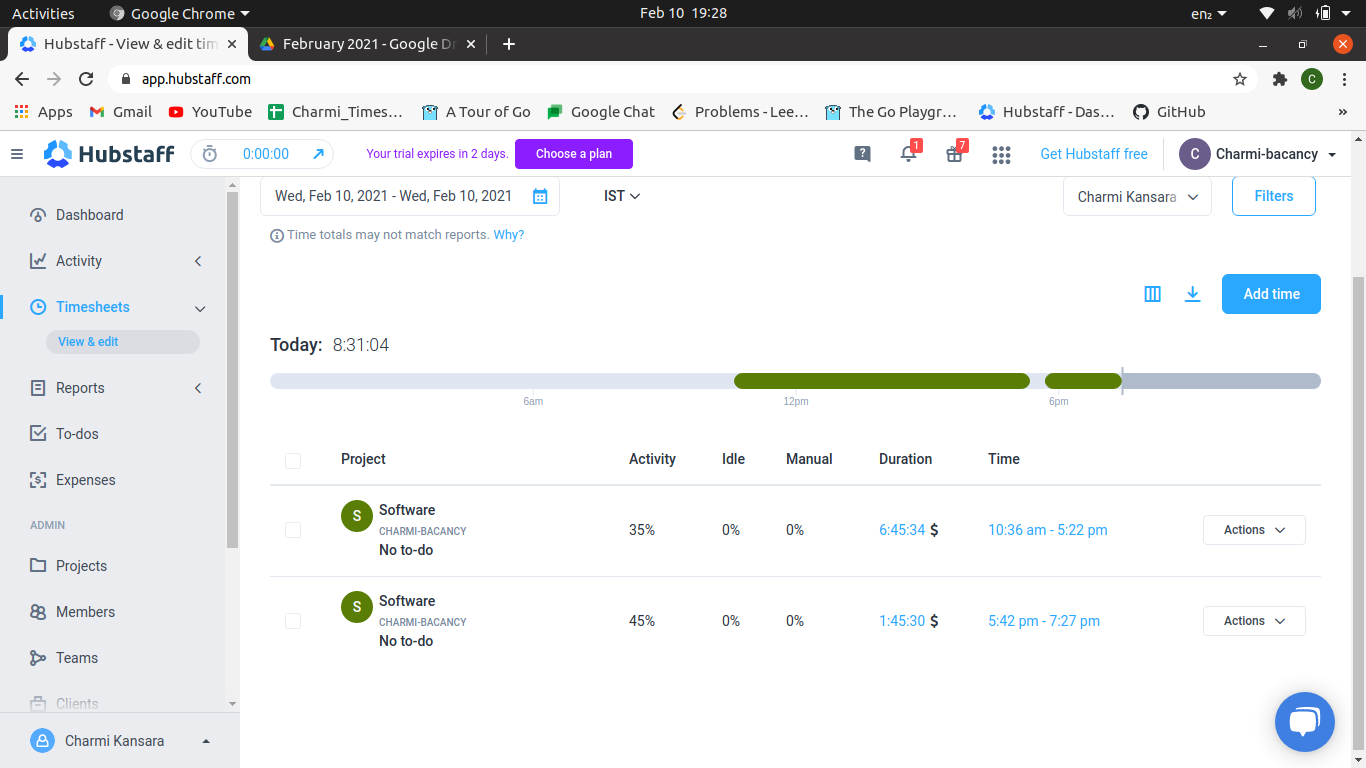 Activities Google Chrome Feb 10 19:28 en₂
Hubstaff - View & edit tim February 2021 - Google Dr
app.hubstaff.com
Apps Gmail YouTube Charmi_Times... A Tour of Go Google Chat Problems - Lee... The Go Playgr... Hubstaff - Das... GitHub »
Hubstaff 0:00:00 Your trial expires in 2 days. Choose a plan 1 7 Get Hubstaff free C Charmi-bacancy
Wed, Feb 10, 2021 - Wed, Feb 10, 2021 IST Charmi Kansara Filters
Time totals may not match reports. Why?
Dashboard
Activity
Timesheets
View & edit
Reports
To-dos
Expenses
ADMIN
Projects
Members
Teams
Clients
Charmi Kansara
Add time
Today: 8:31:04
6am 12pm 6pm
Project Activity Idle Manual Duration Time
S Software
CHARMI-BACANCY
No to-do
35% 0% 0% 6:45:34 $ 10:36 am - 5:22 pm Actions
S Software
CHARMI-BACANCY
No to-do
45% 0% 0% 1:45:30 $ 5:42 pm - 7:27 pm Actions